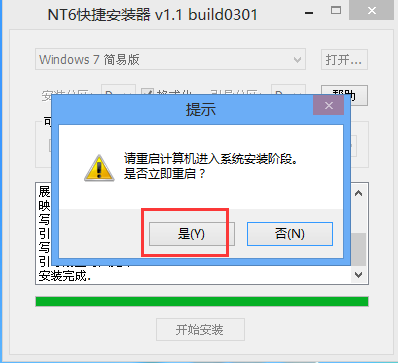 NT6快捷安装器 v1.1 build0301
Windows 7 简易版
打开...
安装分区:
格式化
引导分区:
帮助
可
提示
请重启计算机进入系统安装阶段。
是否立即重启？
是(Y)
否(N)
展
映
写
引
写
引
安装完成.
开始安装